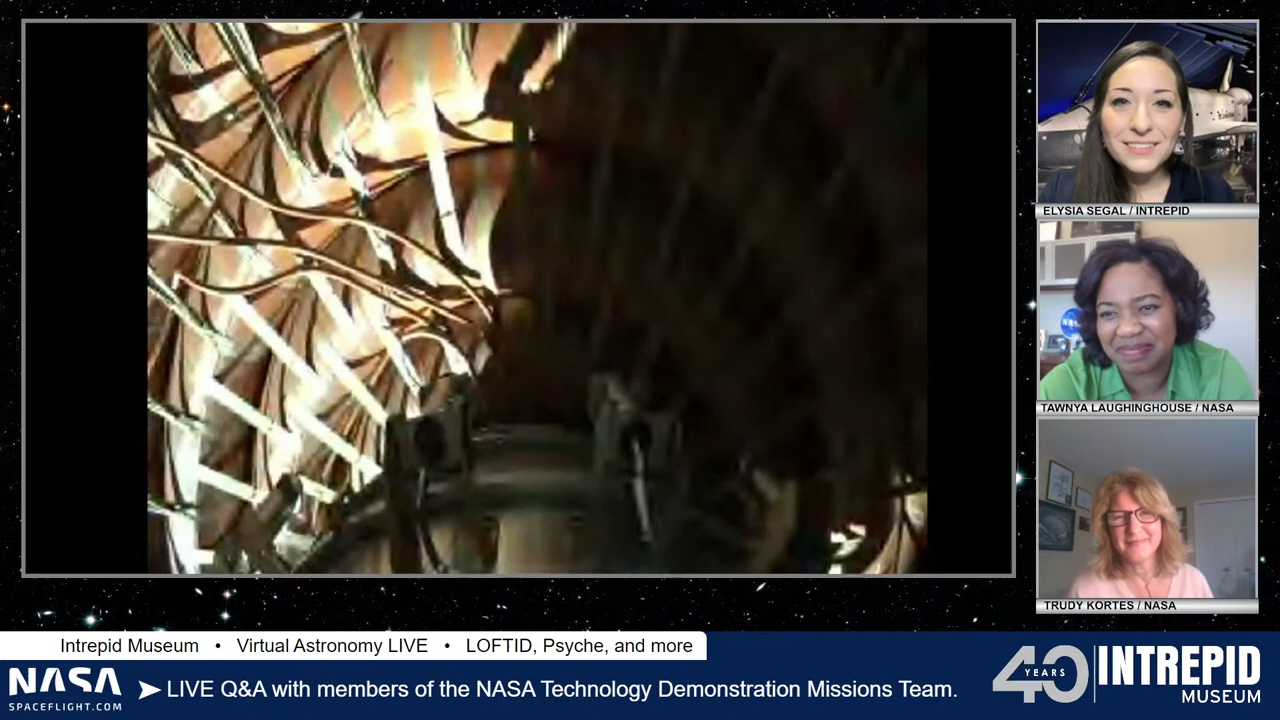 ELYSIA SEGAL / INTREPID
TAWNYA LAUGHINGHOUSE / NASA
TRUDY KORTES / NASA
Intrepid Museum • Virtual Astronomy LIVE • LOFTID, Psyche, and more
NASA
SPACEFLIGHT.COM
➤ LIVE Q&A with members of the NASA Technology Demonstration Missions Team.
40
YEARS
INTREPID
MUSEUM
NASA